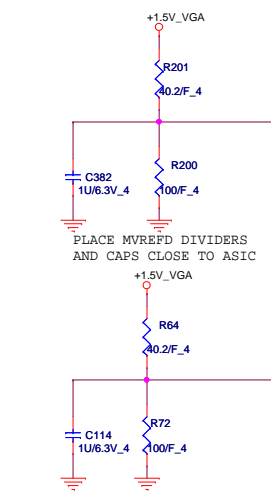 +1.5V_VGA
R201
40.2/F_4
R200
C382
1U/6.3V_4
100/F_4
PLACE MVREFD DIVIDERS
AND CAPS CLOSE TO ASIC
+1.5V_VGA
R64
40.2/F_4
R72
C114
1U/6.3V_4
100/F_4